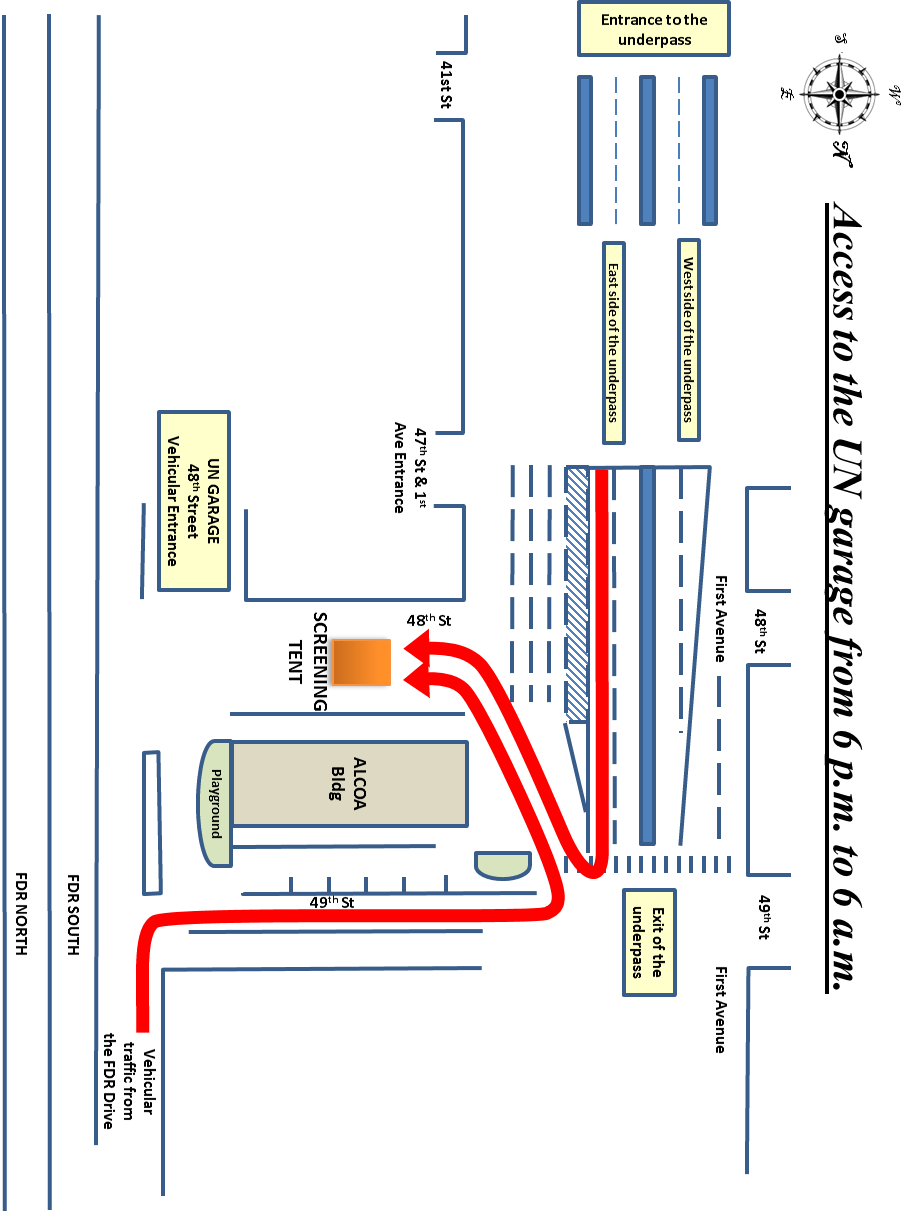 Access to the UN garage from 6 p.m. to 6 a.m.
S
W
E
N
Entrance to the
underpass
West side of the underpass
East side of the underpass
41st St
47th St & 1st
Ave Entrance
UN GARAGE
48th Street
Vehicular Entrance
First Avenue
48th St
48th St
SCREENING
TENT
ALCOA
Bldg
Playground
49th St
49th St
Exit of the
underpass
First Avenue
Vehicular
traffic from
the FDR Drive
FDR SOUTH
FDR NORTH